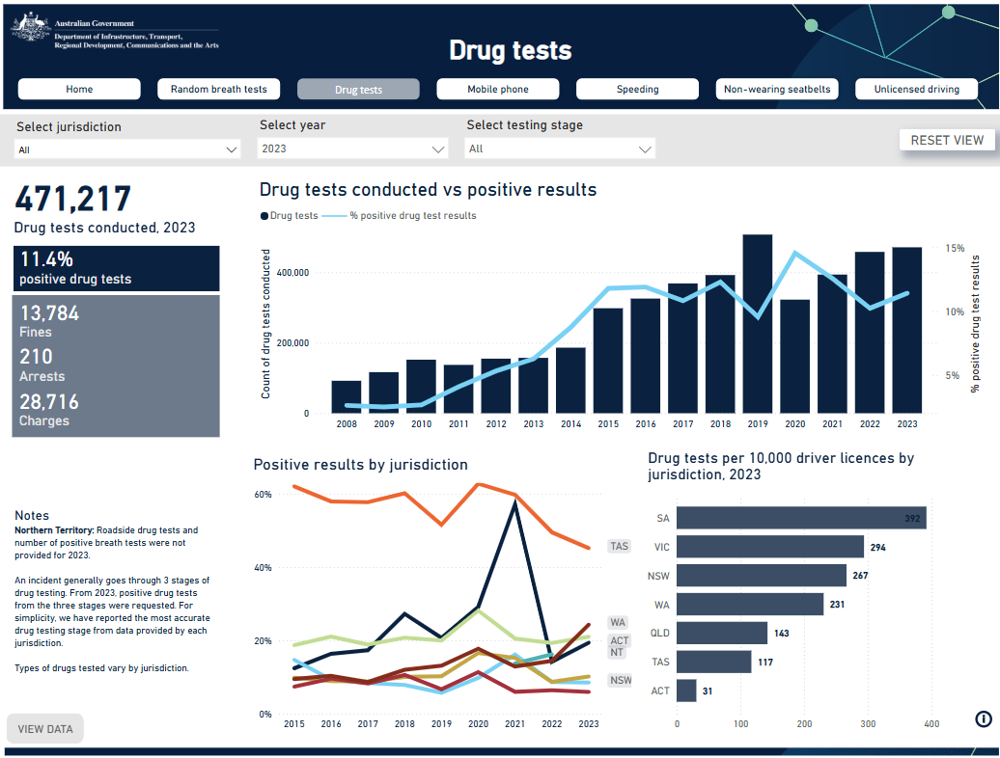 Australian Government
Department of Infrastructure, Transport,
Regional Development, Communications and the Arts
Drug tests
Home
Random breath tests
Drug tests
Mobile phone
Speeding
Non-wearing seatbelts
Unlicensed driving
Select jurisdiction
All
Select year
2023
Select testing stage
All
RESET VIEW
471,217
Drug tests conducted, 2023
11.4%
positive drug tests
13,784
Fines
210
Arrests
28,716
Charges
Drug tests conducted vs positive results
Drug tests
% positive drug test results
Count of drug tests conducted
400,000
200,000
0
15%
10%
5%
% positive drug test results
2008 2009 2010 2011 2012 2013 2014 2015 2016 2017 2018 2019 2020 2021 2022 2023
Notes
Northern Territory: Roadside drug tests and
number of positive breath tests were not
provided for 2023.
An incident generally goes through 3 stages of
drug testing. From 2023, positive drug tests
from the three stages were requested. For
simplicity, we have reported the most accurate
drug testing stage from data provided by each
jurisdiction.
Types of drugs tested vary by jurisdiction.
VIEW DATA
Positive results by jurisdiction
60%
40%
20%
0%
TAS
WA
ACT
NT
NSW
2015 2016 2017 2018 2019 2020 2021 2022 2023
Drug tests per 10,000 driver licences by
jurisdiction, 2023
SA 392
VIC 294
NSW 267
WA 231
QLD 143
TAS 117
ACT 31
0 100 200 300 400